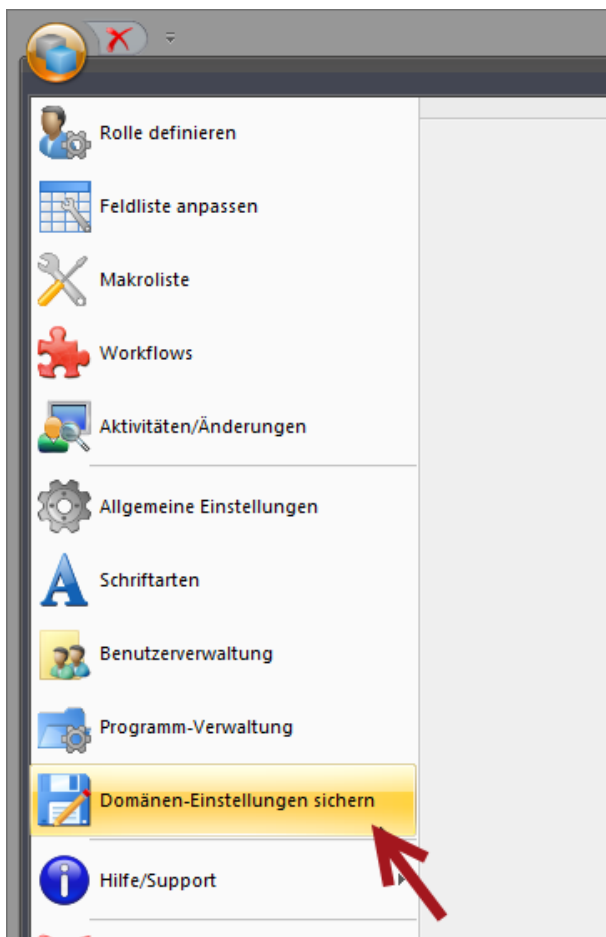 Rolle definieren
Feldliste anpassen
Makroliste
Workflows
Aktivitäten/Änderungen
Allgemeine Einstellungen
Schriftarten
Benutzerverwaltung
Programm-Verwaltung
Domänen-Einstellungen sichern
Hilfe/Support